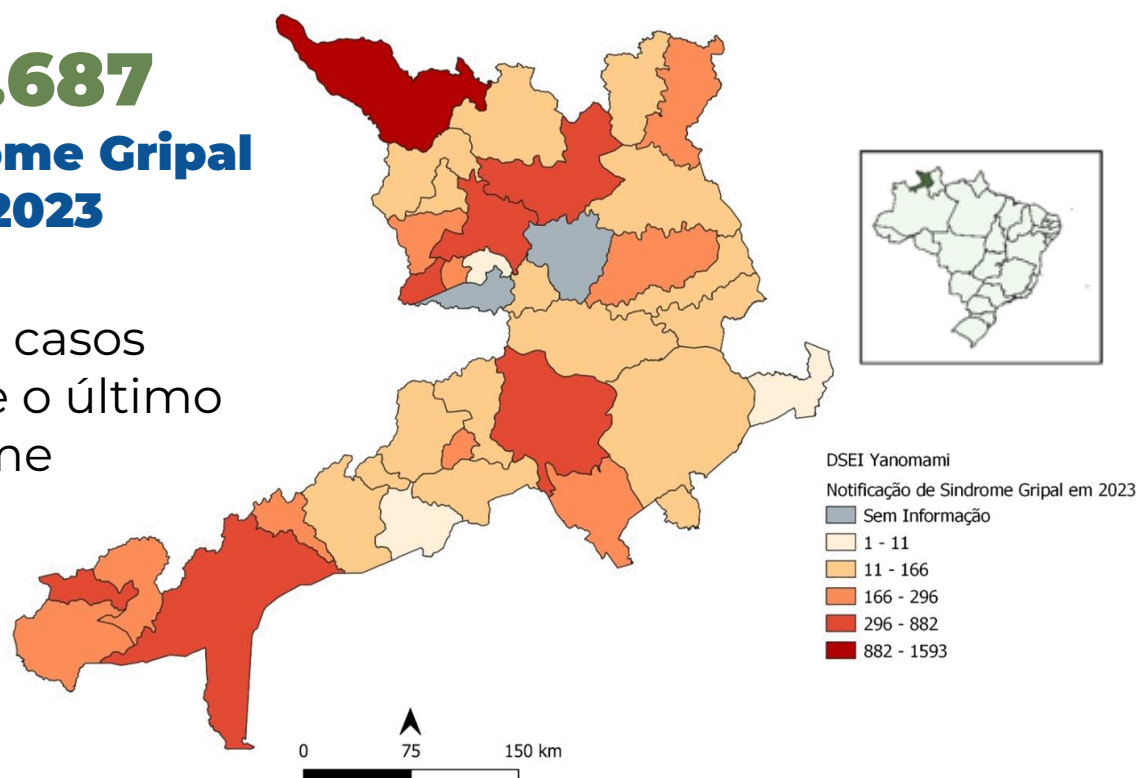 .687
ome Gripal
2023
casos
e o último
me
DSEI Yanomami
Notificação de Sindrome Gripal em 2023
Sem Informação
1 - 11
11 - 166
166 - 296
296 - 882
882 - 1593
0 75 150 km